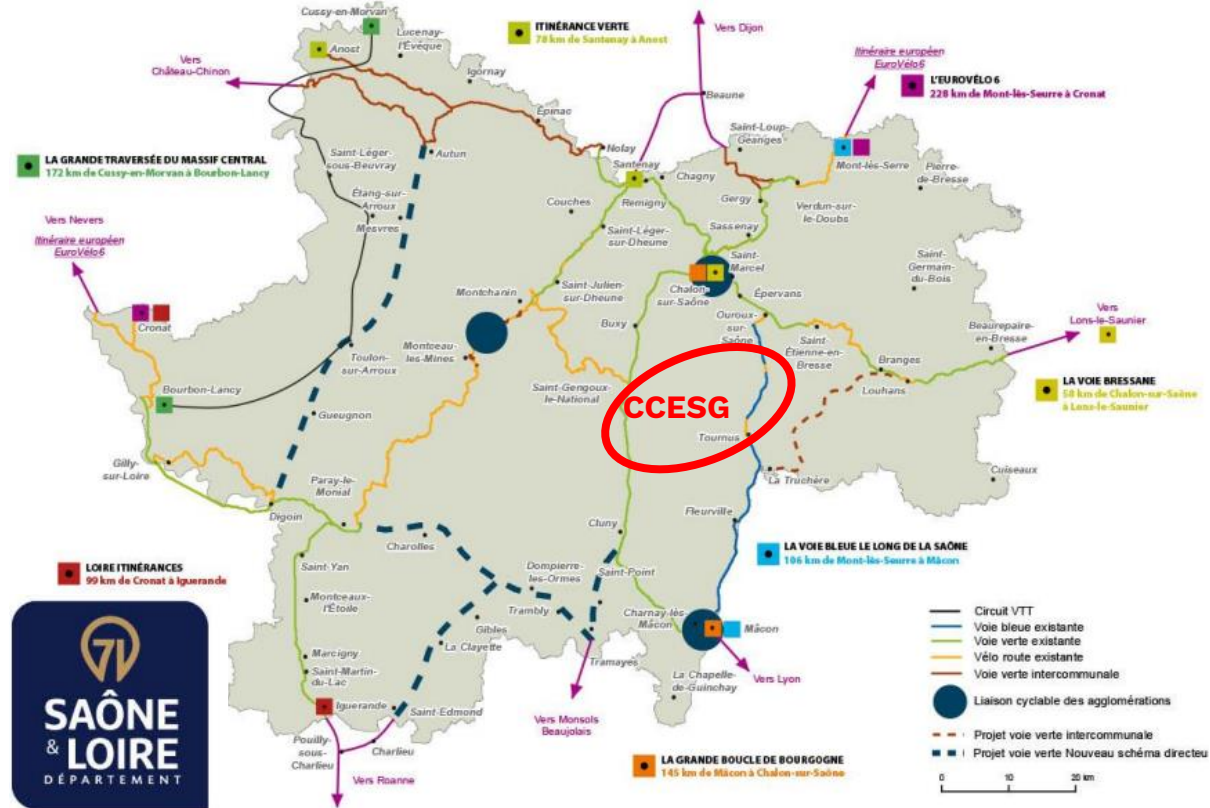 Cussy-en-Morvan
Lucenay-
l'Évêque
Anost
ITINÉRANCE VERTE
78 km de Santenay à Anost
Vers Dijon
Vers
Château-Chinon
Igornay
Itinéraire européen
EuroVélo6
L'EUROVÉLO 6
228 km de Mont-lès-Seurre à Cronat
Beaune
Épinac
Saint-Loup-
Géanges
Nolay
Mont-lès-Serre
LA GRANDE TRAVERSÉE DU MASSIF CENTRAL
172 km de Cussy-en-Morvan à Bourbon-Lancy
Saint-Léger-
sous-Beuvray
Autun
Santenay
Chagny
Pierre-
de-Bresse
Étang-sur-
Arroux
Mesvres
Couches
Remigny
Gergy
Verdun-sur-
le-Doubs
Vers Nevers
Itinéraire européen
EuroVélo6
Saint-Léger-
sur-Dheune
Sassenay
Saint-
Marcel
Saint-
Germain-
du-Bois
Montchanin
Saint-Julien-
sur-Dheune
Chalon-
sur-Saône
Épervans
Cronat
Buxy
Ouroux-
sur-
Saône
Vers
Lons-le-Saunier
Beaurepaire-
en-Bresse
Montceau-
les-Mines
Toulon-
sur-Arroux
Saint-
Étienne-en-
Bresse
Branges
Bourbon-Lancy
Saint-Gengoux-
le-National
Louhans
LA VOIE BRESSANE
58 km de Chalon-sur-Saône
à Lons-le-Saunier
CCESG
Gueugnon
Tournus
Gilly-
sur-Loire
La Truchère
Cuiseaux
Paray-le-
Monial
Digoin
Fleurville
Charolles
Cluny
LA VOIE BLEUE LE LONG DE LA SAÔNE
106 km de Mont-lès-Seurre à Mâcon
LOIRE ITINÉRANCES
99 km de Cronat à Iguerande
Saint-Yan
Dompierre-
les-Ormes
Saint-Point
Montceaux-
l'Étoile
Trambly
Charnay-lès-
Mâcon
Mâcon
Gibles
La Clayette
Marcigny
Saint-Martin-
du-Lac
Tramayes
La Chapelle-
de-Guinchay
Vers Lyon
Iguerande
Saint-Edmond
Vers Monsols
Beaujolais
Pouilly-
sous-
Charlieu
Charlieu
Vers Roanne
LA GRANDE BOUCLE DE BOURGOGNE
145 km de Mâcon à Chalon-sur-Saône
Circuit VTT
Voie bleue existante
Voie verte existante
Vélo route existante
Voie verte intercommunale
Liaison cyclable des agglomérations
Projet voie verte intercommunale
Projet voie verte Nouveau schéma directeu
0 10 20 km
71
SAÔNE
& LOIRE
DÉPARTEMENT